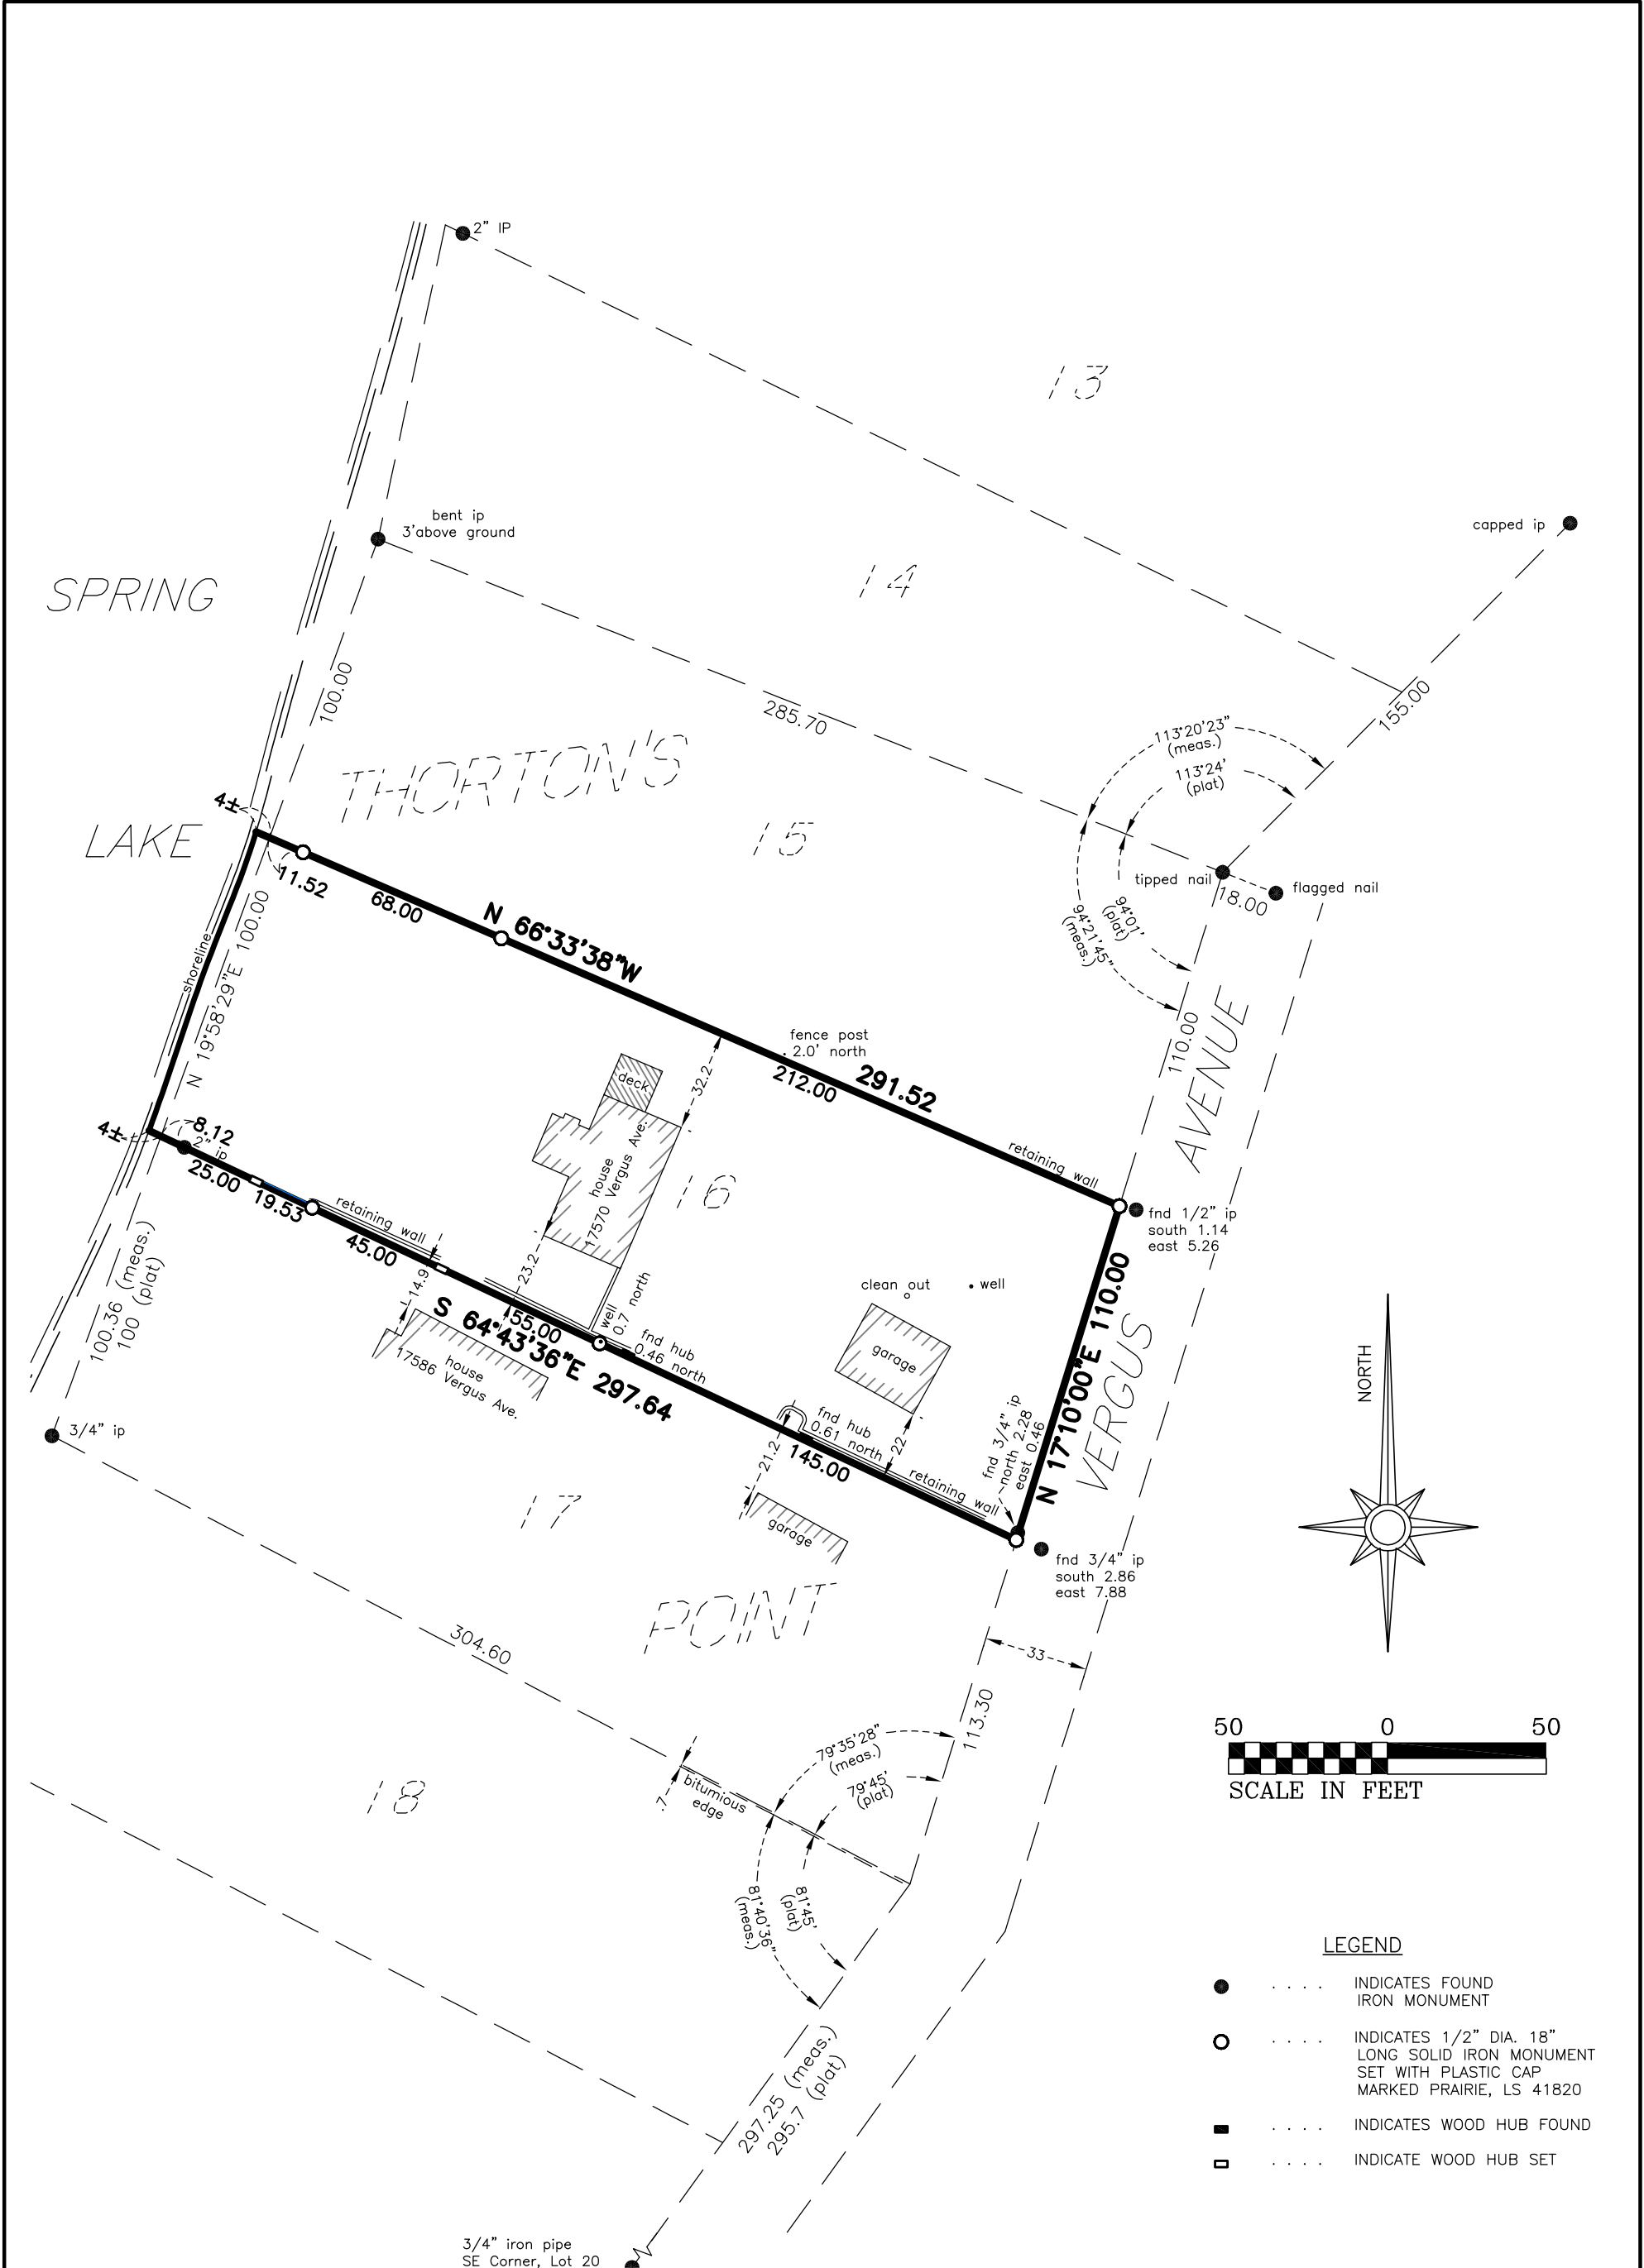 2" IP
13
bent ip
3'above ground
capped ip
14
SPRING
100.00
155.00
285.70
113°20'23"
(meas.)
113°24'
(plat)
THORTON'S
4±
LAKE
15
11.52
68.00
tipped nail
flagged nail
18.00
94°01'
(plat)
94°21'45"
(meas.)
N 66°33'38"W
shoreline
N 19°58'29"E 100.00
fence post
2.0' north
110.00
AVENUE
212.00
291.52
deck
32.2
4±
8.12
2" ip
25.00
19.53
retaining wall
house
17570 Vergus Ave.
16
retaining wall
fnd 1/2" ip
south 1.14
east 5.26
45.00
100.36 (meas.)
100 (plat)
14.9
23.2
clean out
well
N 17°10'00"E 110.00
S 64°43'36"E 297.64
55.00
well
0.7 north
fnd hub
0.46 north
garage
VERGUS
NORTH
house
17586 Vergus Ave.
3/4" ip
fnd hub
0.61 north
22
fnd 3/4" ip
north 2.28
east 0.46
21.2
145.00
retaining wall
17
garage
fnd 3/4" ip
south 2.86
east 7.88
POINT
304.60
33
113.30
50 0 50
SCALE IN FEET
79°35'28"
(meas.)
79°45'
(plat)
18
.7
bitumious
edge
81°45'
(plat)
81°40'36"
(meas.)
LEGEND
. . . . INDICATES FOUND
IRON MONUMENT
. . . . INDICATES 1/2" DIA. 18"
LONG SOLID IRON MONUMENT
SET WITH PLASTIC CAP
MARKED PRAIRIE, LS 41820
. . . . INDICATES WOOD HUB FOUND
. . . . INDICATE WOOD HUB SET
297.25 (meas.)
295.7 (plat)
3/4" iron pipe
SE Corner, Lot 20